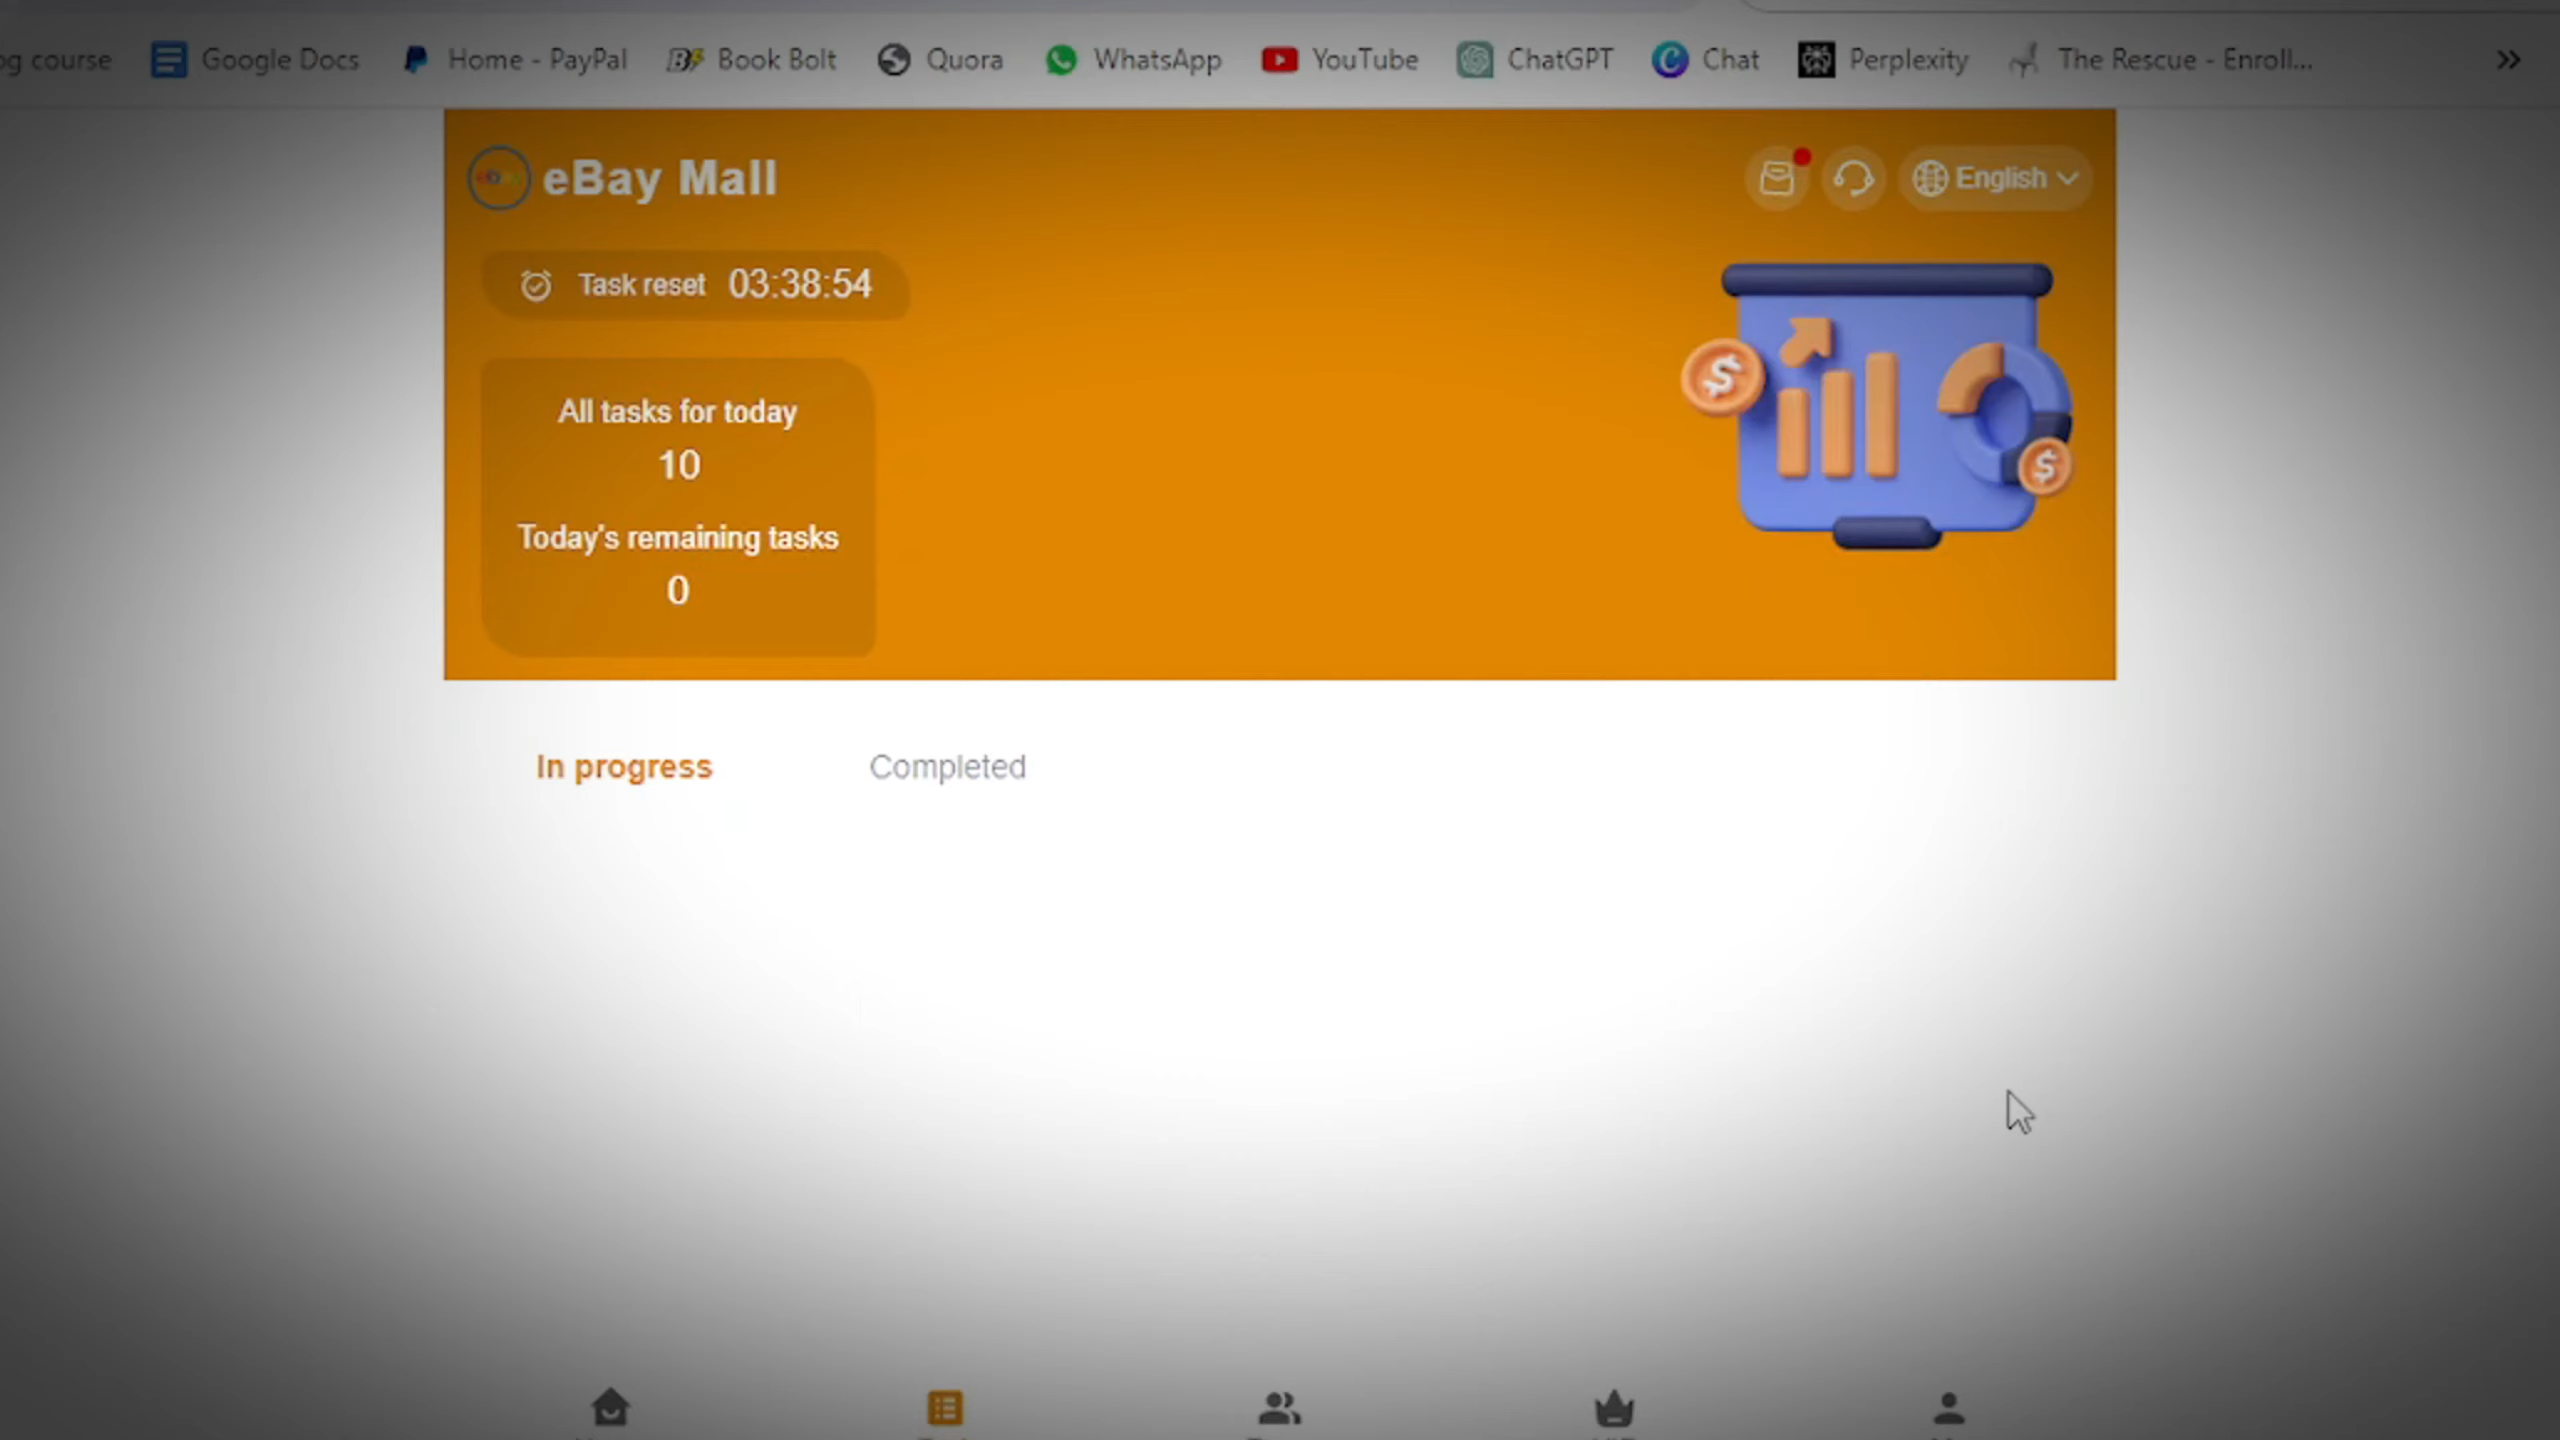 og course Google Docs Home - PayPal Book Bolt Quora WhatsApp YouTube ChatGPT Chat Perplexity The Rescue - Enroll... »
eBay Mall English
Task reset 03:38:54
All tasks for today
10
Today's remaining tasks
0
In progress Completed